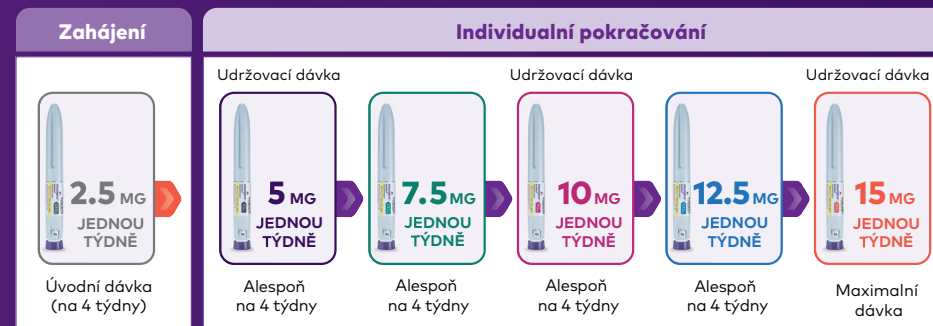 Zahájení
Individualní pokračování
Udržovací dávka
Udržovací dávka
Udržovací dávka
2.5 MG
JEDNOU
TÝDNĚ
5 MG
JEDNOU
TÝDNĚ
7.5 MG
JEDNOU
TÝDNĚ
10 MG
JEDNOU
TÝDNĚ
12.5 MG
JEDNOU
TÝDNĚ
15 MG
JEDNOU
TÝDNĚ
Úvodní dávka
(na 4 týdny)
Alespoň
na 4 týdny
Alespoň
na 4 týdny
Alespoň
na 4 týdny
Alespoň
na 4 týdny
Maximalní
dávka